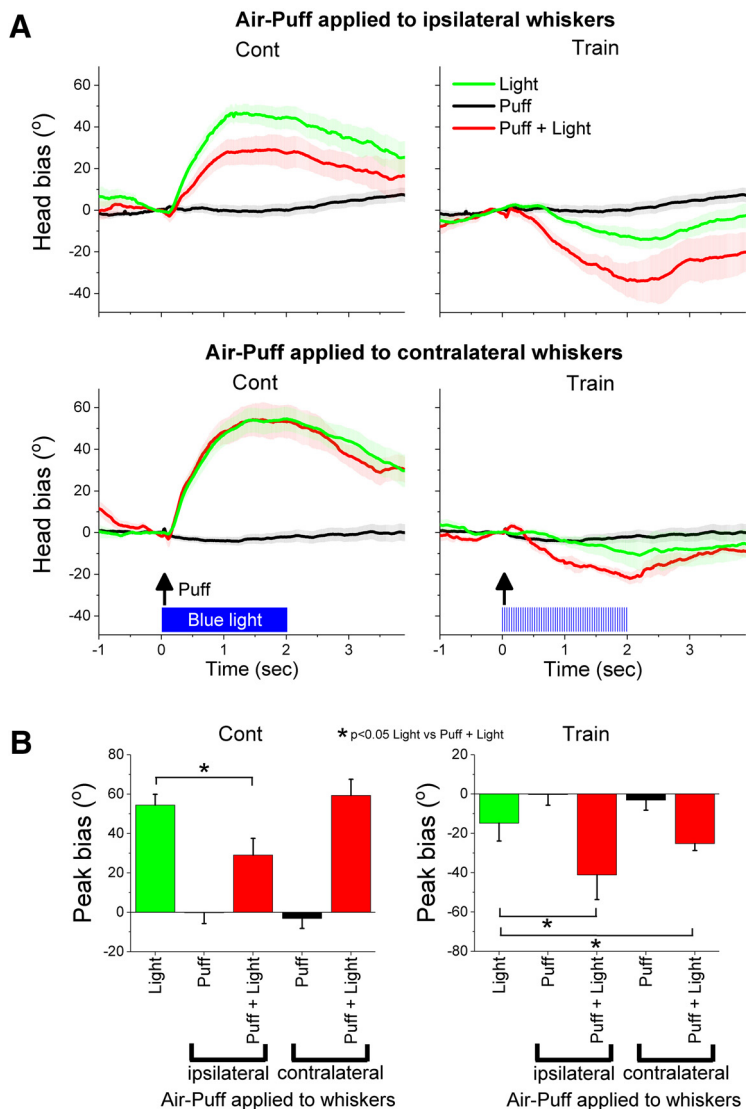 A
Air-Puff applied to ipsilateral whiskers
Cont
Train
Head bias (°)
60
40
20
0
-20
-40
Light
Puff
Puff + Light
Air-Puff applied to contralateral whiskers
Cont
Train
Head bias (°)
60
40
20
0
-20
-40
Puff
Blue light
-1 0 1 2 3
-1 0 1 2 3
Time (sec)
Time (sec)
B
Cont
* p<0.05 Light vs Puff + Light
Train
Peak bias (°)
80
60
40
20
0
-20
*
Light
Puff
Puff + Light
Puff
Puff + Light
ipsilateral contralateral
Air-Puff applied to whiskers
Peak bias (°)
20
0
-20
-40
-60
-80
*
*
Light
Puff
Puff + Light
Puff
Puff + Light
ipsilateral contralateral
Air-Puff applied to whiskers